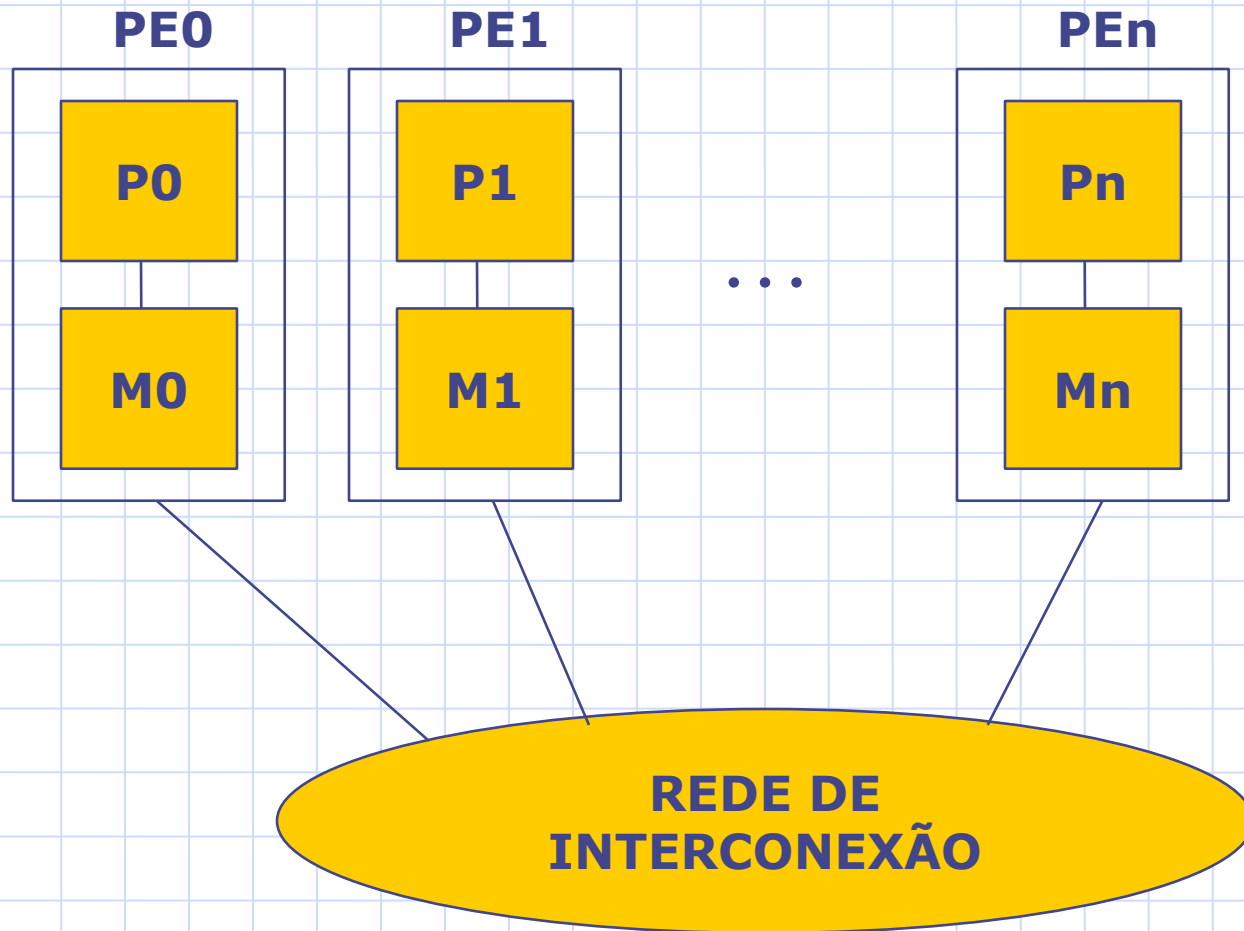 PE0
PE1
PEn
P0
P1
Pn
• • •
M0
M1
Mn
REDE DE
INTERCONEXÃO